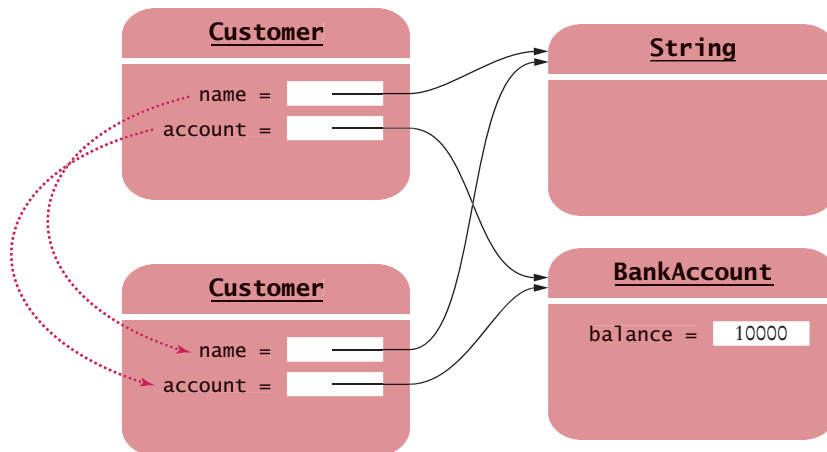 Customer
name =
account =
String
Customer
name =
account =
BankAccount
balance = 10000